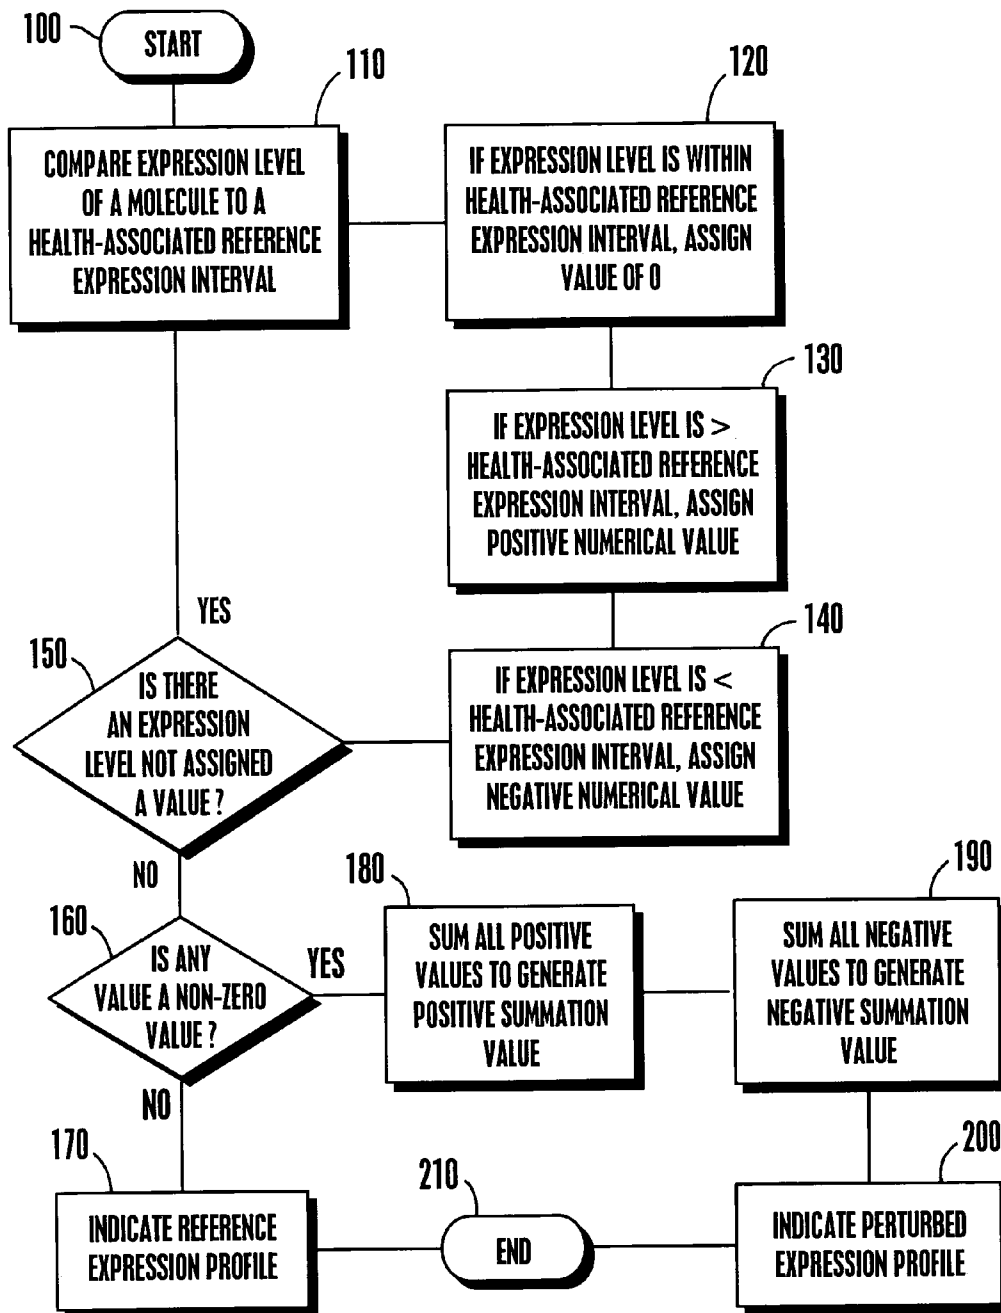 100
START
110
COMPARE EXPRESSION LEVEL
OF A MOLECULE TO A
HEALTH-ASSOCIATED REFERENCE
EXPRESSION INTERVAL
120
IF EXPRESSION LEVEL IS WITHIN
HEALTH-ASSOCIATED REFERENCE
EXPRESSION INTERVAL, ASSIGN
VALUE OF 0
130
IF EXPRESSION LEVEL IS >
HEALTH-ASSOCIATED REFERENCE
EXPRESSION INTERVAL, ASSIGN
POSITIVE NUMERICAL VALUE
140
IF EXPRESSION LEVEL IS <
HEALTH-ASSOCIATED REFERENCE
EXPRESSION INTERVAL, ASSIGN
NEGATIVE NUMERICAL VALUE
YES
150
IS THERE
AN EXPRESSION
LEVEL NOT ASSIGNED
A VALUE ?
NO
160
IS ANY
VALUE A NON-ZERO
VALUE ?
YES
180
SUM ALL POSITIVE
VALUES TO GENERATE
POSITIVE SUMMATION
VALUE
190
SUM ALL NEGATIVE
VALUES TO GENERATE
NEGATIVE SUMMATION
VALUE
NO
170
INDICATE REFERENCE
EXPRESSION PROFILE
210
END
200
INDICATE PERTURBED
EXPRESSION PROFILE